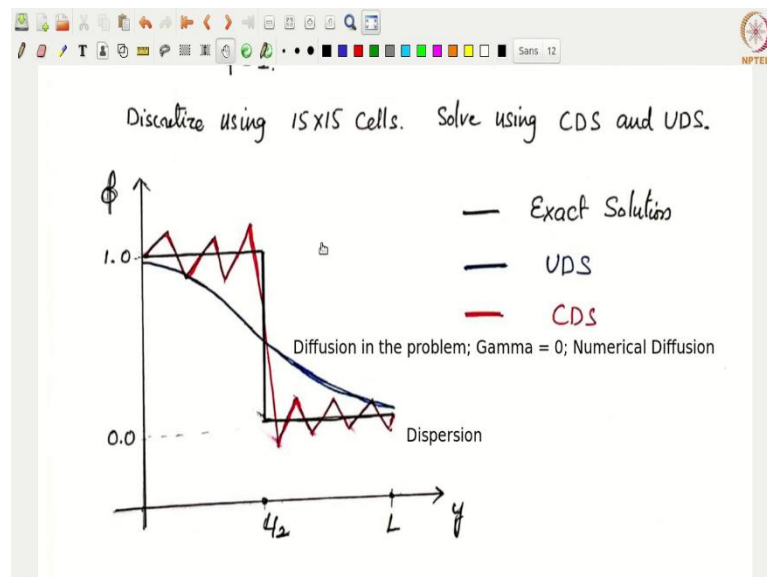 Sans 12
NPTEL
Discretize using 15x15 Cells. Solve using CDS and UDS.
ϕ
1.0
Exact Solution
UDS
CDS
Diffusion in the problem; Gamma = 0; Numerical Diffusion
Dispersion
0.0
L/2
L
y